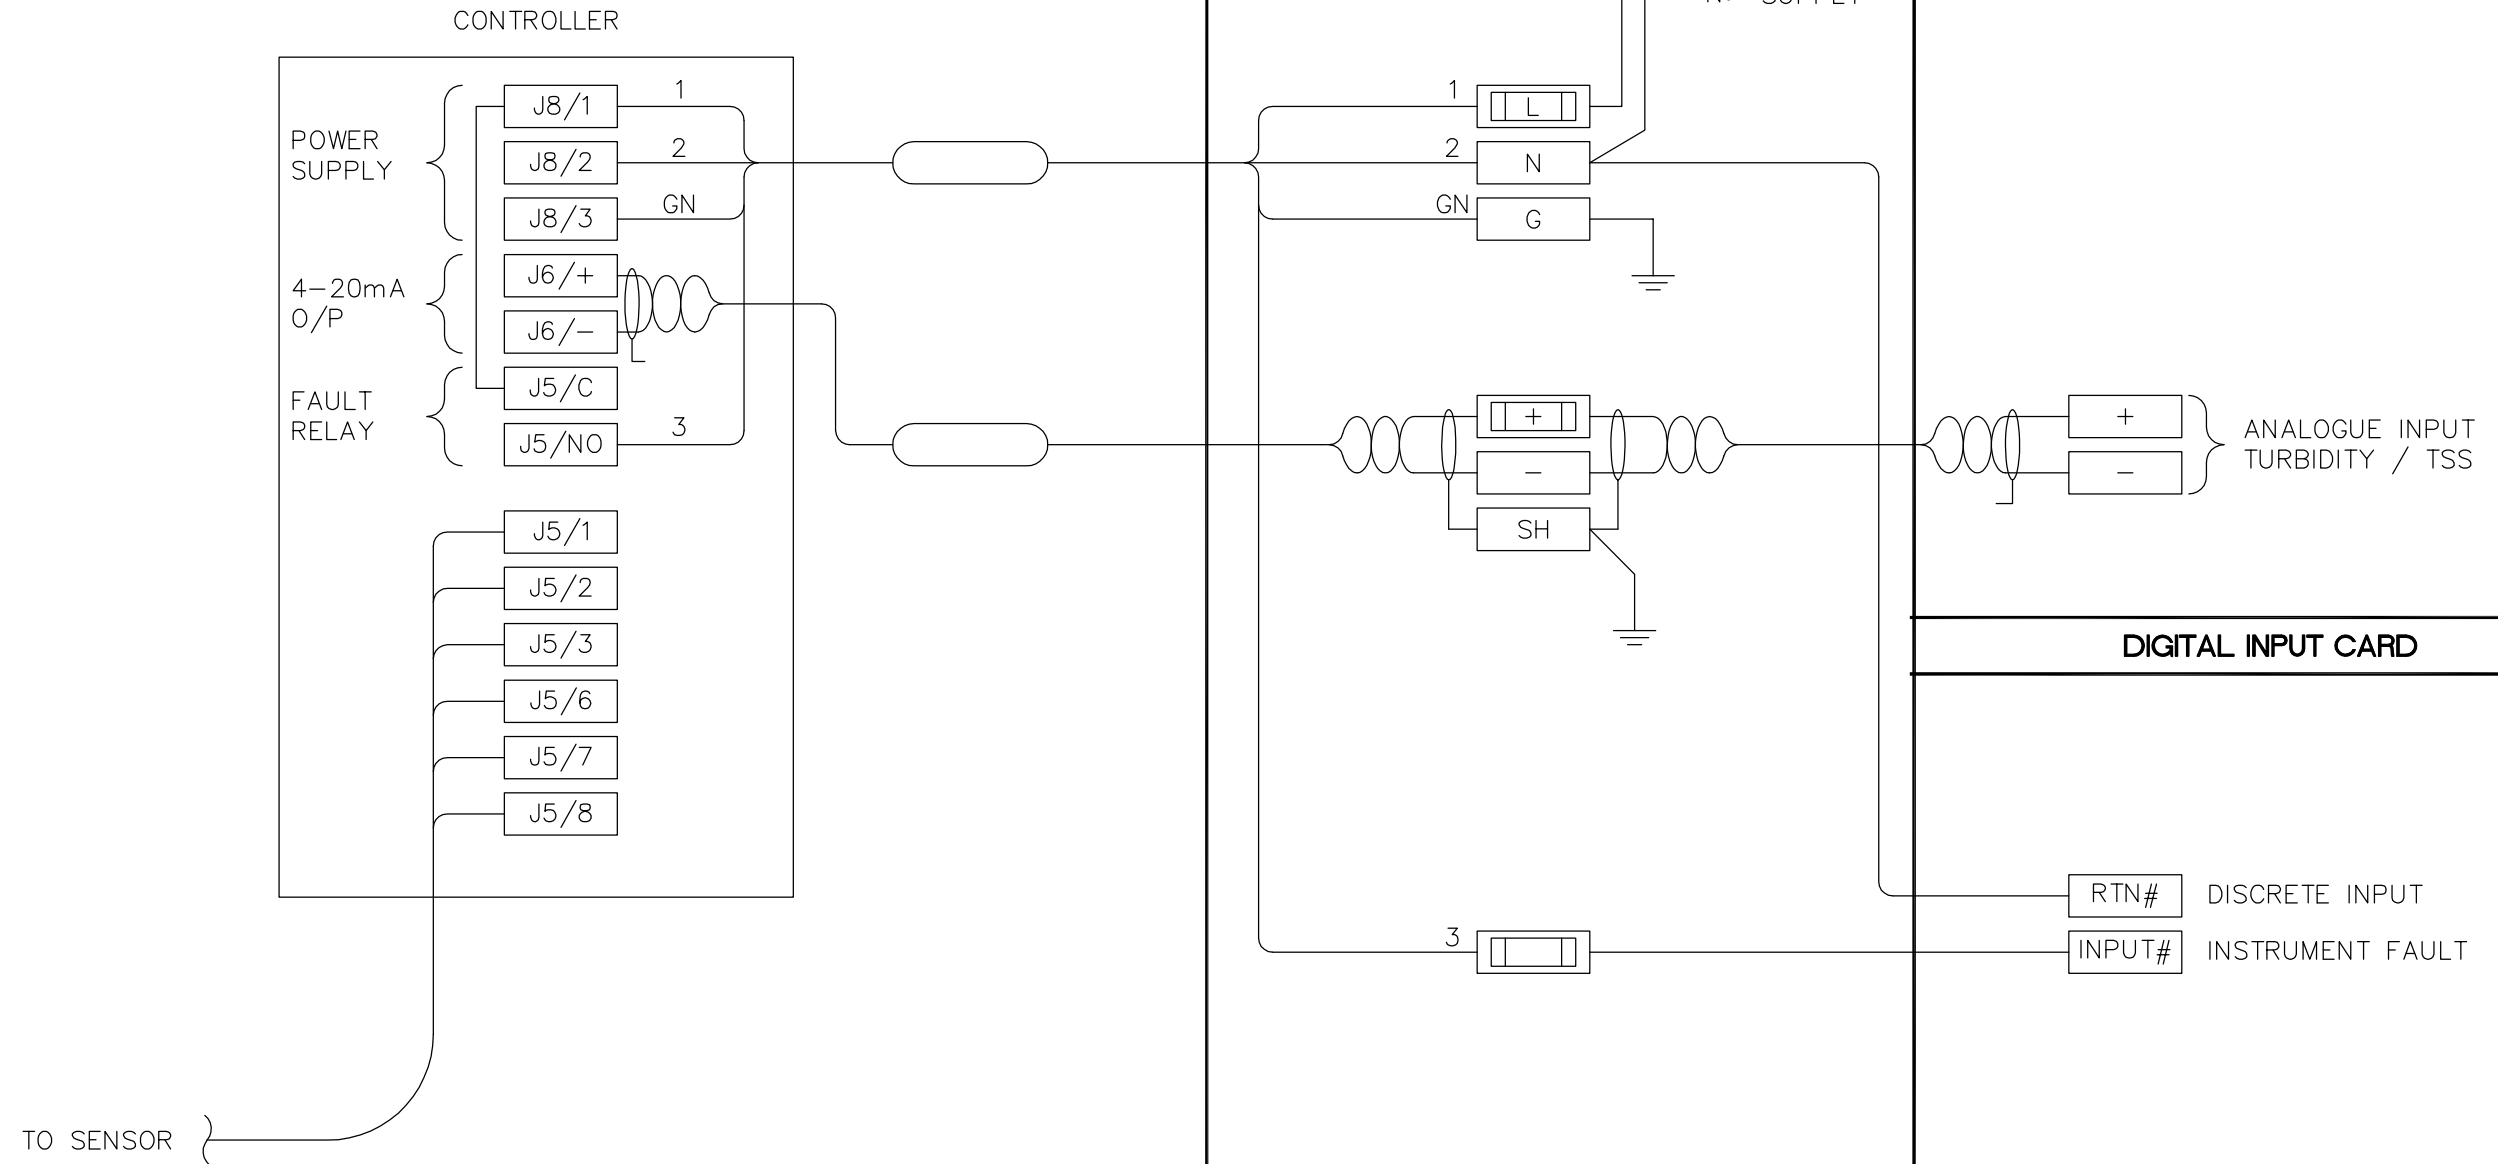 CONTROLLER
1
J8/1
POWER
SUPPLY
2
J8/2
GN
J8/3
4-20mA
O/P
J6/+
J6/-
FAULT
RELAY
J5/C
3
J5/NO
J5/1
J5/2
J5/3
J5/6
J5/7
J5/8
TO SENSOR
1
L
2
N
GN
G
+
-
SH
3
+
-
ANALOGUE INPUT
TURBIDITY / TSS
DIGITAL INPUT CARD
RTN#
DISCRETE INPUT
INPUT#
INSTRUMENT FAULT